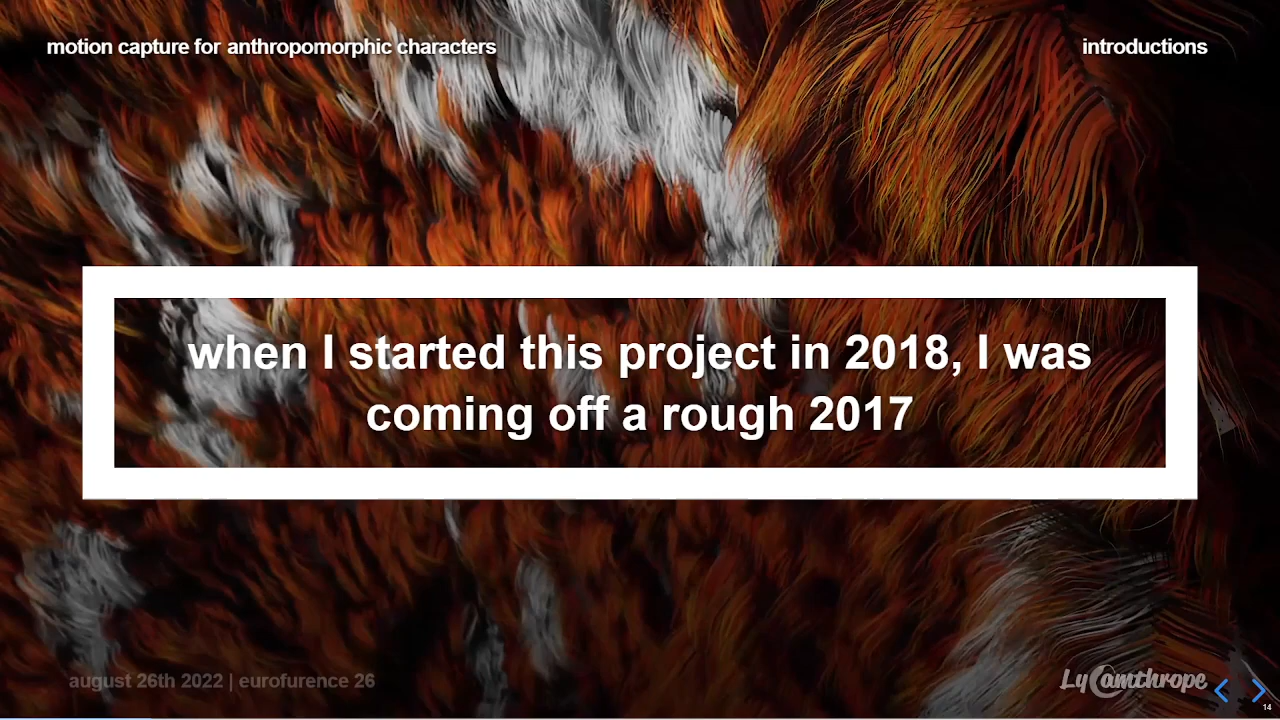 motion capture for anthropomorphic characters
introductions
when I started this project in 2018, I was
coming off a rough 2017
august 26th 2022 | eurofurence 26
Lycamthrope
14